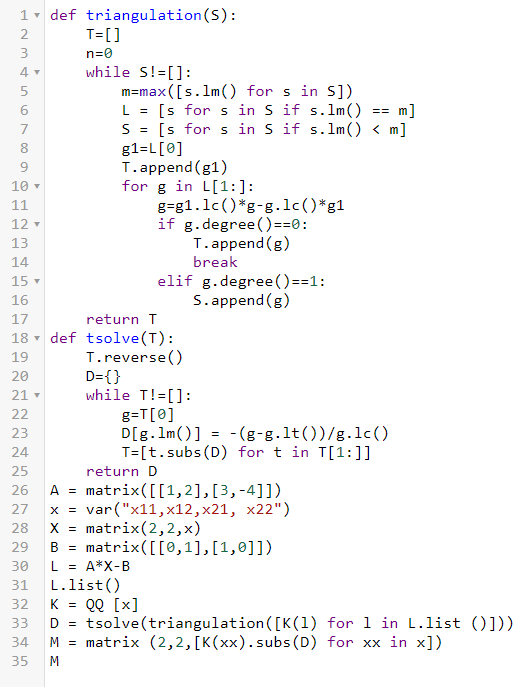 1 def triangulation(S):
2 T=[]
3 n=0
4 while S!=[]:
5 m=max([s.lm() for s in S])
6 L = [s for s in S if s.lm() == m]
7 S = [s for s in S if s.lm() < m]
8 g1=L[0]
9 T.append(g1)
10 for g in L[1:]:
11 g=g1.lc()*g-g.lc()*g1
12 if g.degree()==0:
13 T.append(g)
14 break
15 elif g.degree()==1:
16 S.append(g)
17 return T
18 def tsolve(T):
19 T.reverse()
20 D={}
21 while T!=[]:
22 g=T[0]
23 D[g.lm()] = -(g-g.lt())/g.lc()
24 T=[t.subs(D) for t in T[1:]]
25 return D
26 A = matrix([[1,2],[3,-4]])
27 x = var("x11,x12,x21, x22")
28 X = matrix(2,2,x)
29 B = matrix([[0,1],[1,0]])
30 L = A*X-B
31 L.list()
32 K = QQ [x]
33 D = tsolve(triangulation([K(l) for l in L.list ()]))
34 M = matrix (2,2,[K(xx).subs(D) for xx in x])
35 M